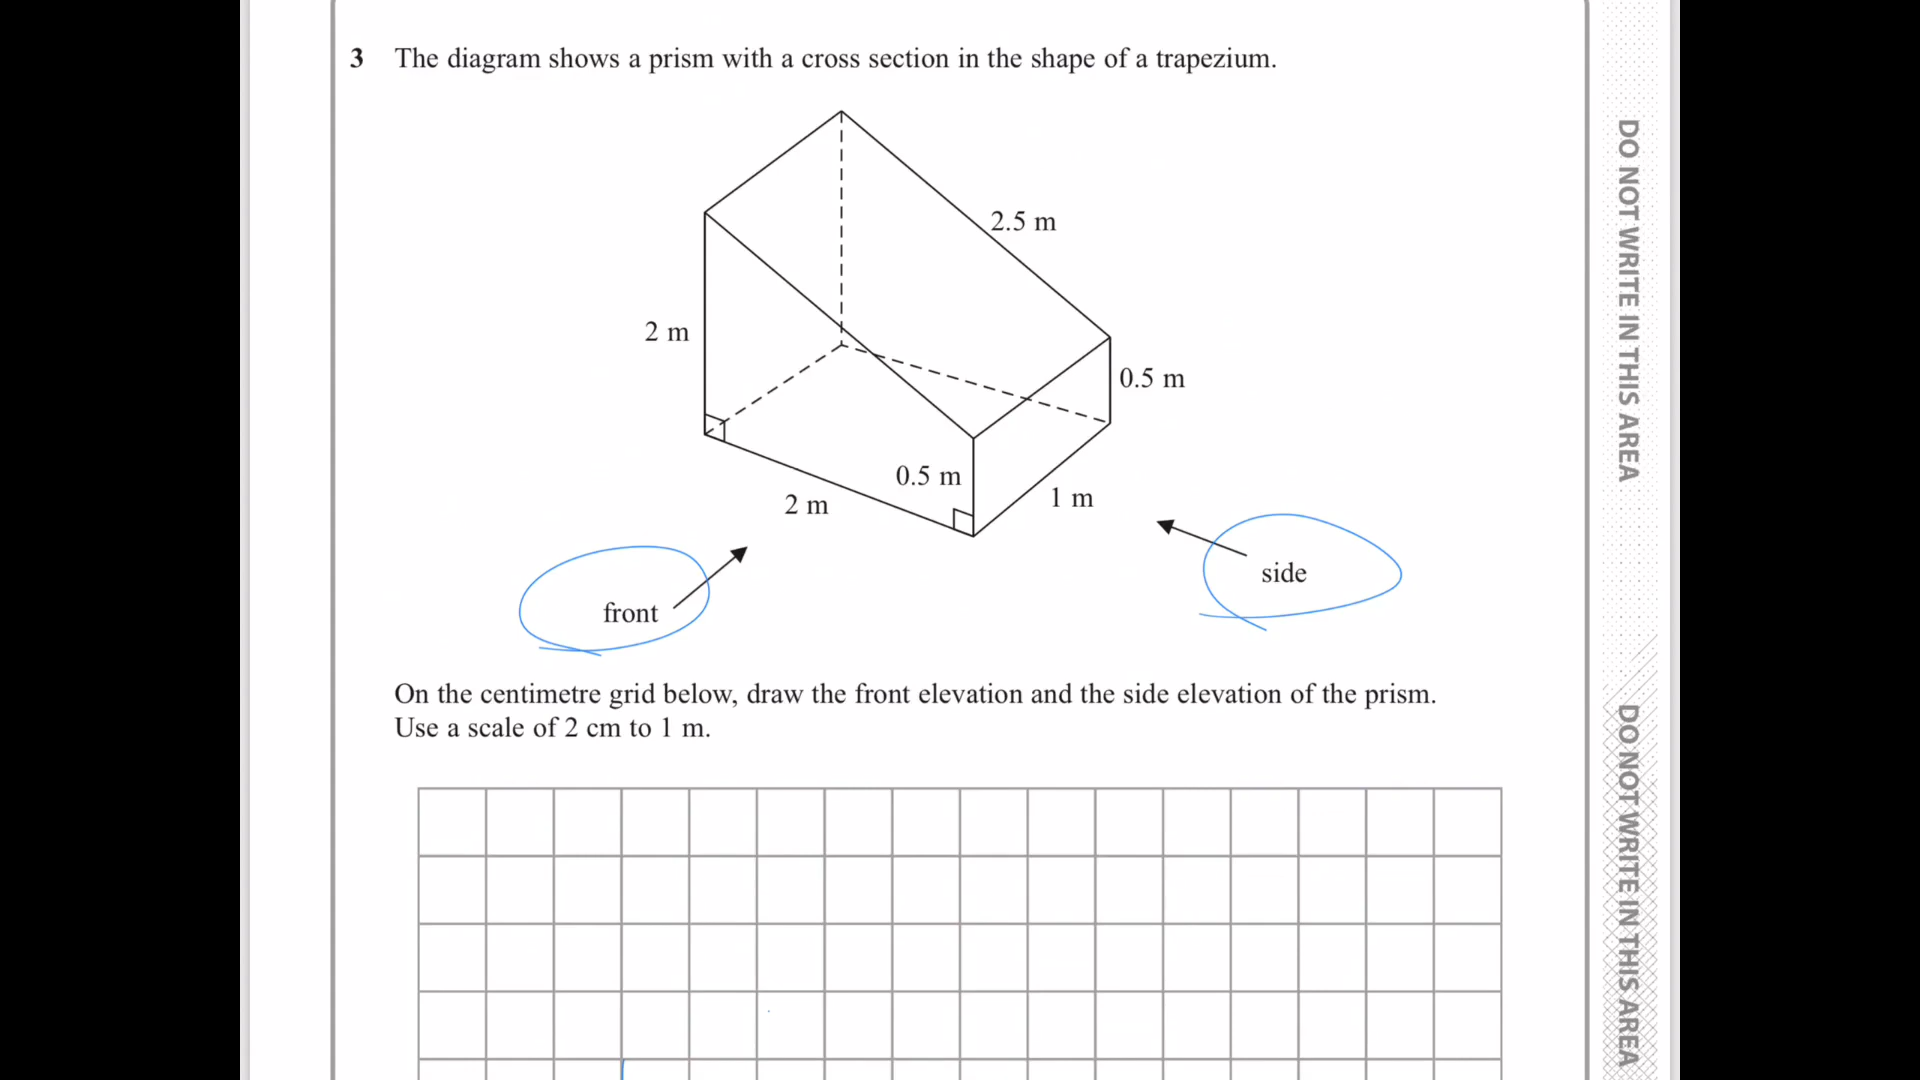 3 The diagram shows a prism with a cross section in the shape of a trapezium.
2.5 m
2 m
0.5 m
0.5 m
2 m
1 m
side
front
On the centimetre grid below, draw the front elevation and the side elevation of the prism.
Use a scale of 2 cm to 1 m.
DO NOT WRITE IN THIS AREA
DO NOT WRITE IN THIS AREA